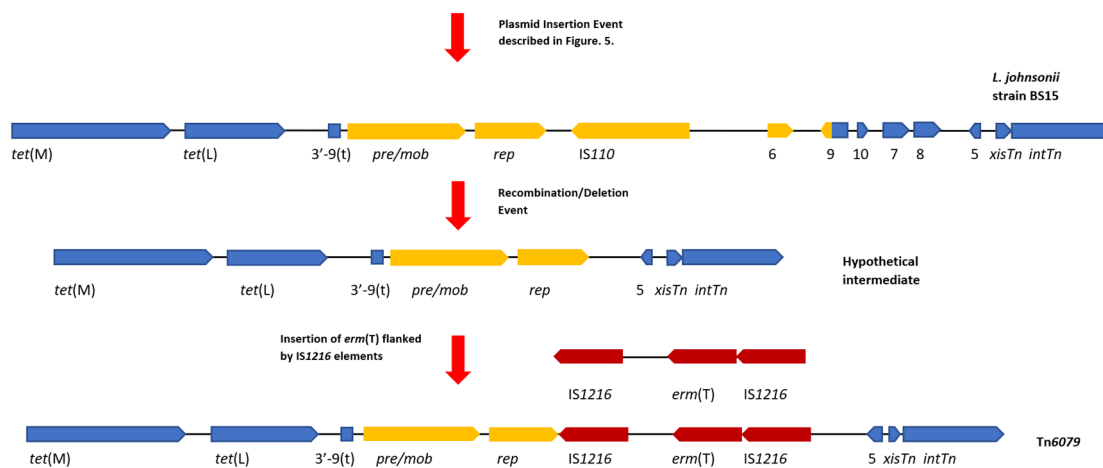 Plasmid Insertion Event
described in Figure. 5.
L. johnsonii
strain BS15
tet(M) tet(L) 3'-9(t) pre/mob rep IS110 6 9 10 7 8 5 xisTn intTn
Recombination/Deletion
Event
Hypothetical
intermediate
tet(M) tet(L) 3'-9(t) pre/mob rep 5 xisTn intTn
Insertion of erm(T) flanked
by IS1216 elements
IS1216 erm(T) IS1216
Tn6079
tet(M) tet(L) 3'-9(t) pre/mob rep IS1216 erm(T) IS1216 5 xisTn intTn